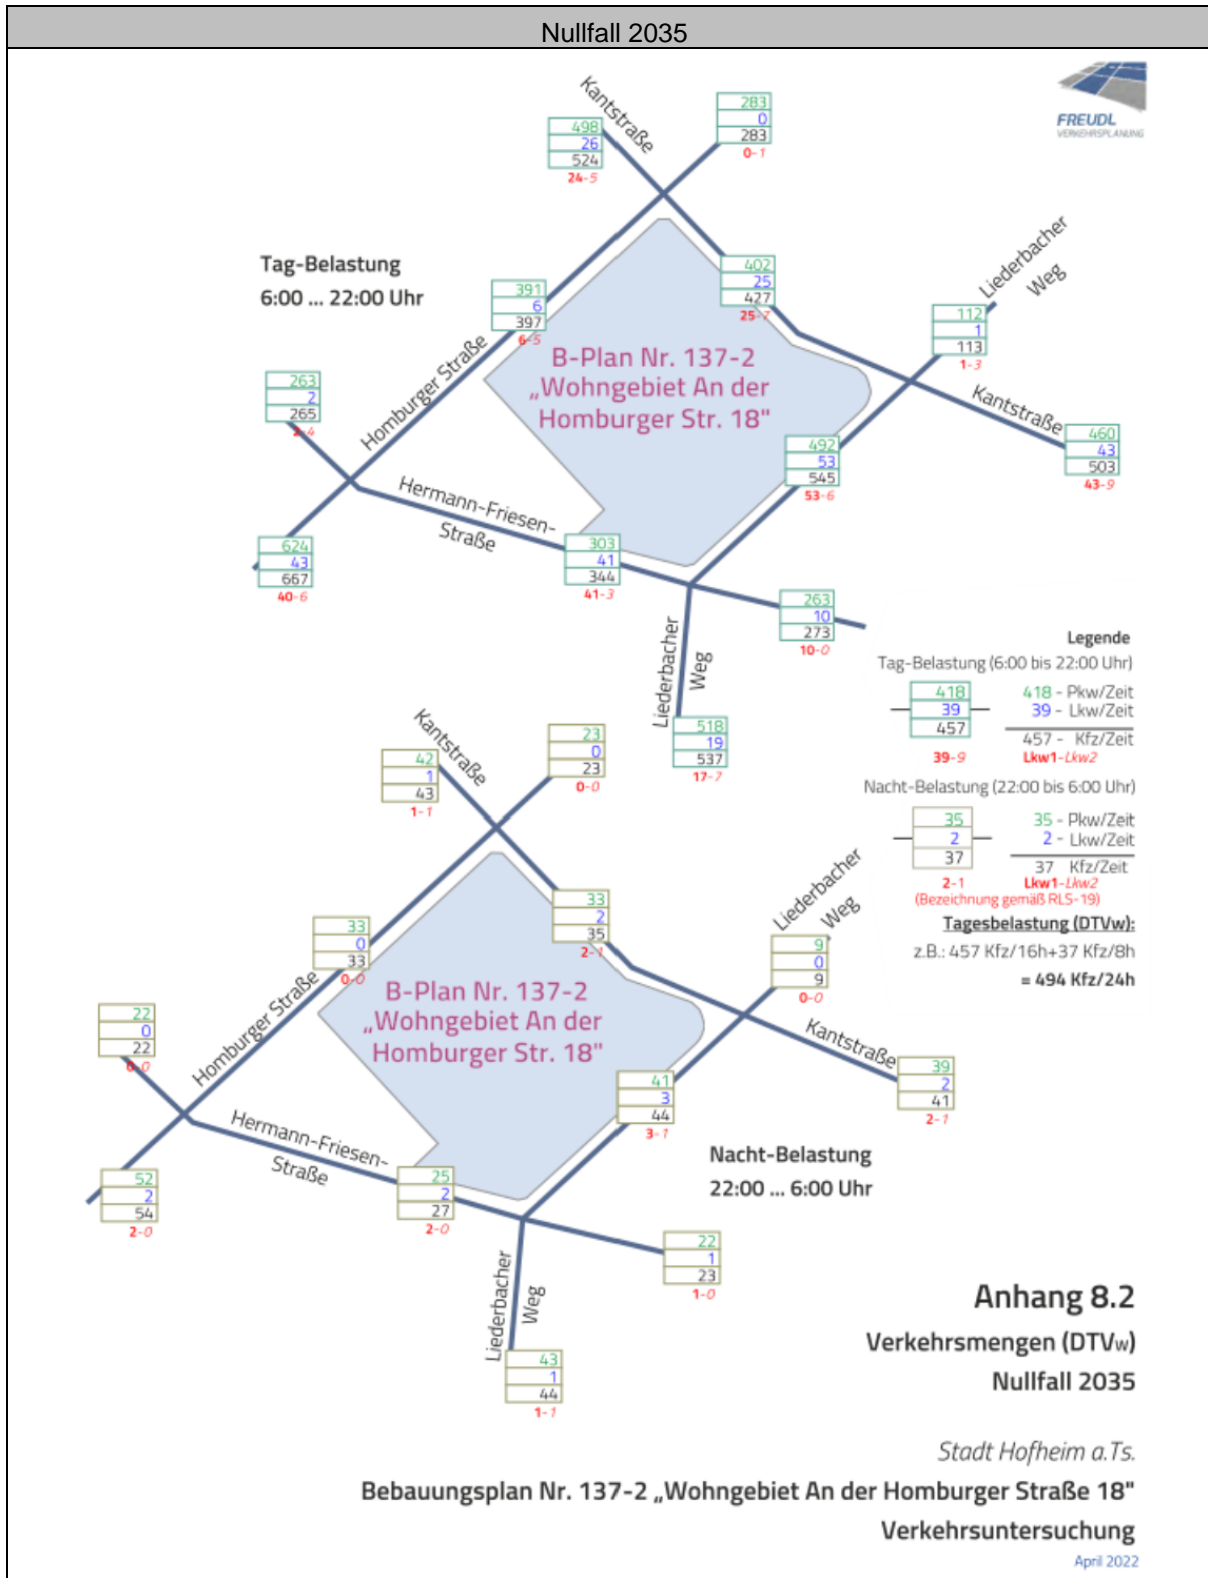 Nullfall 2035
FREUDL
VERKEHRSPLANUNG
Kantstraße
283
0
283
0-1
498
26
524
24-5
Tag-Belastung
6:00 ... 22:00 Uhr
Liederbacher
Weg
402
25
427
25-7
391
6
397
6-5
112
1
113
1-3
B-Plan Nr. 137-2
„Wohngebiet An der
Homburger Str. 18"
Homburger Straße
263
2
265
2-4
Kantstraße
460
43
503
43-9
492
53
545
53-6
Hermann-Friesen-
Straße
303
41
344
41-3
624
43
667
40-6
263
10
273
10-0
Liederbacher
Weg
518
19
537
17-7
Legende
Tag-Belastung (6:00 bis 22:00 Uhr)
418
39
457
39-9
418 - Pkw/Zeit
39 - Lkw/Zeit
457 - Kfz/Zeit
Lkw1-Lkw2
Nacht-Belastung (22:00 bis 6:00 Uhr)
35
2
37
2-1
35 - Pkw/Zeit
2 - Lkw/Zeit
37 Kfz/Zeit
Lkw1-Lkw2
(Bezeichnung gemäß RLS-19)
Tagesbelastung (DTVw):
z.B.: 457 Kfz/16h+37 Kfz/8h
= 494 Kfz/24h
Kantstraße
23
0
23
0-0
42
1
43
1-1
Liederbacher
Weg
33
2
35
2-1
33
0
33
0-0
9
0
9
0-0
B-Plan Nr. 137-2
„Wohngebiet An der
Homburger Str. 18"
Homburger Straße
22
0
22
0-0
Kantstraße
39
2
41
2-1
41
3
44
3-1
Hermann-Friesen-
Straße
25
2
27
2-0
52
2
54
2-0
Nacht-Belastung
22:00 ... 6:00 Uhr
22
1
23
1-0
Liederbacher
Weg
43
1
44
1-1
Anhang 8.2
Verkehrsmengen (DTVw)
Nullfall 2035
Stadt Hofheim a.Ts.
Bebauungsplan Nr. 137-2 „Wohngebiet An der Homburger Straße 18"
Verkehrsuntersuchung
April 2022